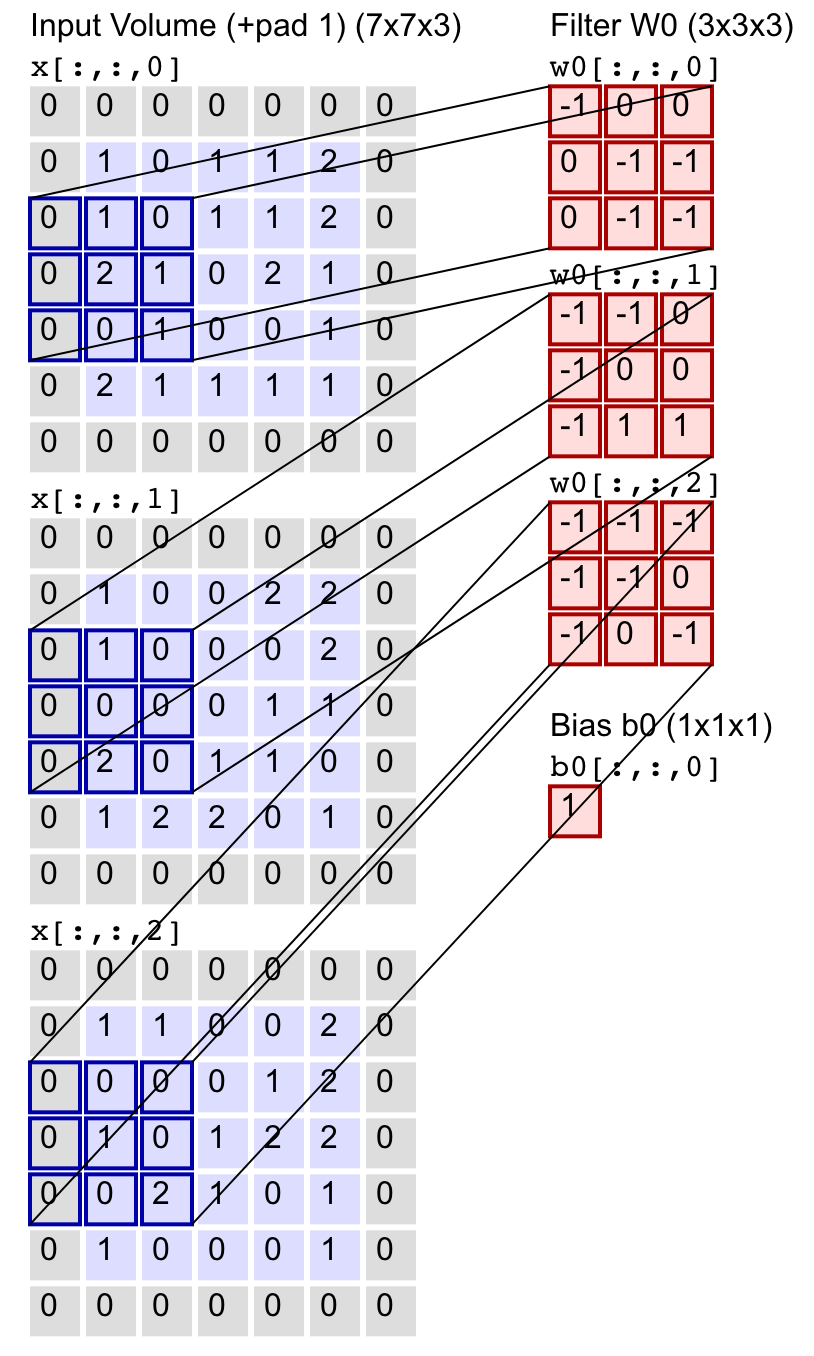 Input Volume (+pad 1) (7x7x3)
x[:,:,0]
0 0 0 0 0 0 0
0 1 0 1 1 2 0
0 1 0 1 1 2 0
0 2 1 0 2 1 0
0 0 1 0 0 1 0
0 2 1 1 1 1 0
0 0 0 0 0 0 0
x[:,:,1]
0 0 0 0 0 0 0
0 1 0 0 2 2 0
0 1 0 0 0 2 0
0 0 0 0 1 1 0
0 2 0 1 1 0 0
0 1 2 2 0 1 0
0 0 0 0 0 0 0
x[:,:,2]
0 0 0 0 0 0 0
0 1 1 0 0 2 0
0 0 0 0 1 2 0
0 1 0 1 2 2 0
0 0 2 1 0 1 0
0 1 0 0 0 1 0
0 0 0 0 0 0 0
Filter W0 (3x3x3)
w0[:,:,0]
-1 0 0
0 -1 -1
0 -1 -1
w0[:,:,1]
-1 -1 0
-1 0 0
-1 1 1
w0[:,:,2]
-1 -1 -1
-1 -1 0
-1 0 -1
Bias b0 (1x1x1)
b0[:,:,0]
1